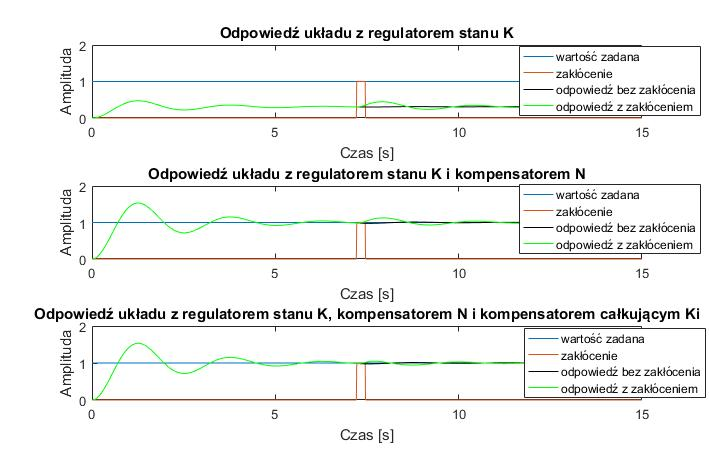 Odpowiedź układu z regulatorem stanu K
2
1
0
Amplituda
0
5
10
15
Czas [s]
wartość zadana
zakłócenie
odpowiedź bez zakłócenia
odpowiedź z zakłóceniem
Odpowiedź układu z regulatorem stanu K i kompensatorem N
2
1
0
Amplituda
0
5
10
15
Czas [s]
wartość zadana
zakłócenie
odpowiedź bez zakłócenia
odpowiedź z zakłóceniem
Odpowiedź układu z regulatorem stanu K, kompensatorem N i kompensatorem całkującym Ki
2
1
0
Amplituda
0
5
10
15
Czas [s]
wartość zadana
zakłócenie
odpowiedź bez zakłócenia
odpowiedź z zakłóceniem